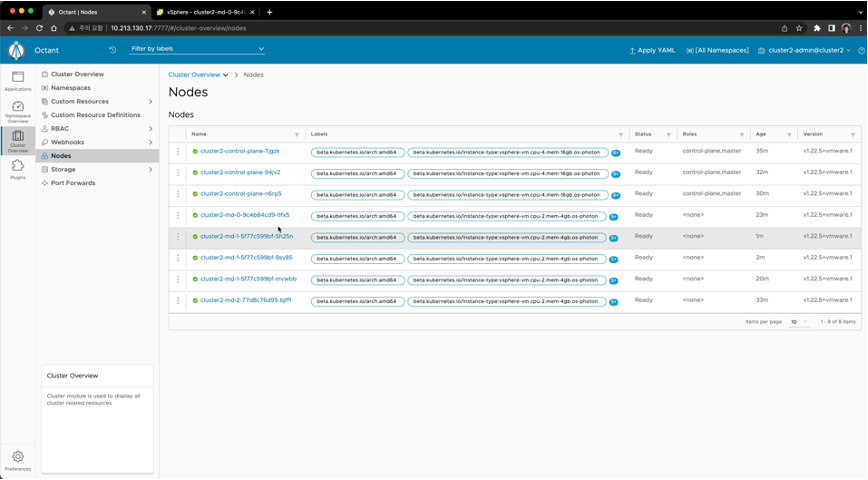 Octant | Nodes
vSphere - cluster2-md-0-9c4b
주의 요함 | 10.213.130.17:7777/#/cluster-overview/nodes
Octant
Filter by labels
Apply YAML
[All Namespaces]
cluster2-admin@cluster2
Applications
Namespace Overview
Cluster Overview
Plugins
Preferences
Cluster Overview
Namespaces
Custom Resources
Custom Resource Definitions
RBAC
Webhooks
Nodes
Storage
Port Forwards
Cluster Overview
Cluster module is used to display all
cluster related resources
Cluster Overview > Nodes
Nodes
Nodes
Name Labels Status Roles Age Version
cluster2-control-plane-7jgzk beta.kubernetes.io/arch:amd64 beta.kubernetes.io/instance-type:vsphere-vm.cpu-4.mem-16gb.os-photon Ready control-plane,master 35m v1.22.5+vmware.1
cluster2-control-plane-94jv2 beta.kubernetes.io/arch:amd64 beta.kubernetes.io/instance-type:vsphere-vm.cpu-4.mem-16gb.os-photon Ready control-plane,master 32m v1.22.5+vmware.1
cluster2-control-plane-n6rp5 beta.kubernetes.io/arch:amd64 beta.kubernetes.io/instance-type:vsphere-vm.cpu-4.mem-16gb.os-photon Ready control-plane,master 30m v1.22.5+vmware.1
beta.kubernetes.io/arch:amd64 beta.kubernetes.io/instance-type:vsphere-vm.cpu-2.mem-4gb.os-photon Ready <none> 23m v1.22.5+vmware.1
cluster2-md-1-5f77c599bf-5h25n beta.kubernetes.io/arch:amd64 beta.kubernetes.io/instance-type:vsphere-vm.cpu-2.mem-4gb.os-photon Ready <none> 1m v1.22.5+vmware.1
cluster2-md-1-5f77c599bf-9sv85 beta.kubernetes.io/arch:amd64 beta.kubernetes.io/instance-type:vsphere-vm.cpu-2.mem-4gb.os-photon Ready <none> 2m v1.22.5+vmware.1
cluster2-md-1-5f77c599bf-mvwbb beta.kubernetes.io/arch:amd64 beta.kubernetes.io/instance-type:vsphere-vm.cpu-2.mem-4gb.os-photon Ready <none> 20m v1.22.5+vmware.1
cluster2-md-2-77d8c76d95-bjfff beta.kubernetes.io/arch:amd64 beta.kubernetes.io/instance-type:vsphere-vm.cpu-2.mem-4gb.os-photon Ready <none> 33m v1.22.5+vmware.1
Items per page 10 1 - 8 of 8 items